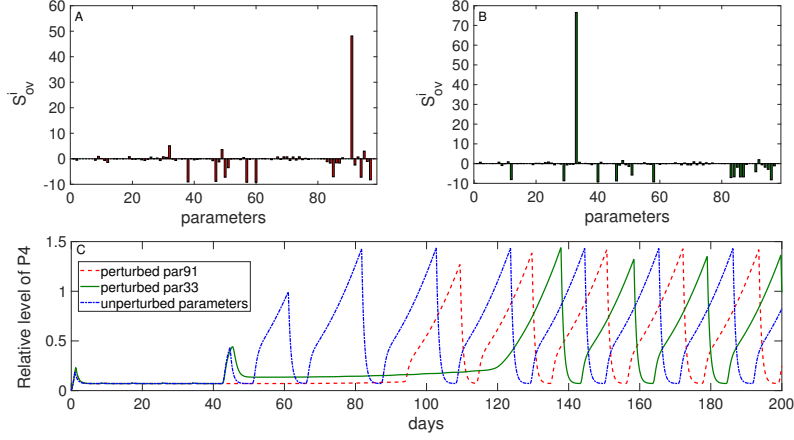 A
60
50
40
30
20
10
0
-10
S^i_ov
0 20 40 60 80
parameters
B
80
70
60
50
40
30
20
10
0
-10
S^i_ov
0 20 40 60 80
parameters
C
1.5
1
0.5
0
Relative level of P4
perturbed par91
perturbed par33
unperturbed parameters
0 20 40 60 80 100 120 140 160 180 200
days